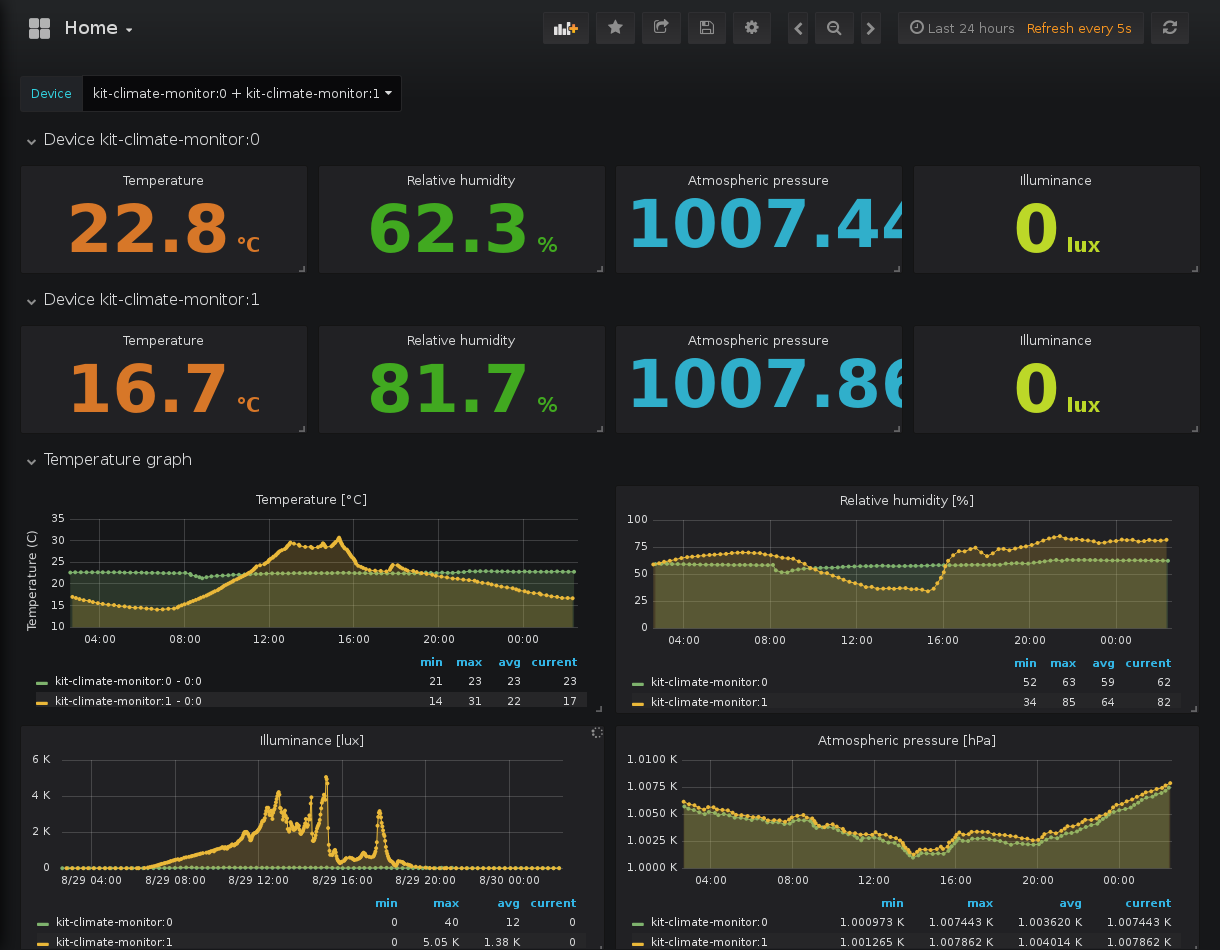 Home
Last 24 hours Refresh every 5s
Device kit-climate-monitor:0 + kit-climate-monitor:1
Device kit-climate-monitor:0
Temperature Relative humidity Atmospheric pressure Illuminance
22.8 °C 62.3 % 1007.44 0 lux
Device kit-climate-monitor:1
Temperature Relative humidity Atmospheric pressure Illuminance
16.7 °C 81.7 % 1007.86 0 lux
Temperature graph
Temperature [°C]
Temperature (C)
35
30
25
20
15
10
04:00 08:00 12:00 16:00 20:00 00:00
min max avg current
kit-climate-monitor:0 - 0:0 21 23 23 23
kit-climate-monitor:1 - 0:0 14 31 22 17
Relative humidity [%]
100
75
50
25
0
04:00 08:00 12:00 16:00 20:00 00:00
min max avg current
kit-climate-monitor:0 52 63 59 62
kit-climate-monitor:1 34 85 64 82
Illuminance [lux]
6 K
4 K
2 K
0
8/29 04:00 8/29 08:00 8/29 12:00 8/29 16:00 8/29 20:00 8/30 00:00
min max avg current
kit-climate-monitor:0 0 40 12 0
kit-climate-monitor:1 0 5.05 K 1.38 K 0
Atmospheric pressure [hPa]
1.0100 K
1.0075 K
1.0050 K
1.0025 K
1.0000 K
04:00 08:00 12:00 16:00 20:00 00:00
min max avg current
kit-climate-monitor:0 1.000973 K 1.007443 K 1.003620 K 1.007443 K
kit-climate-monitor:1 1.001265 K 1.007862 K 1.004014 K 1.007862 K